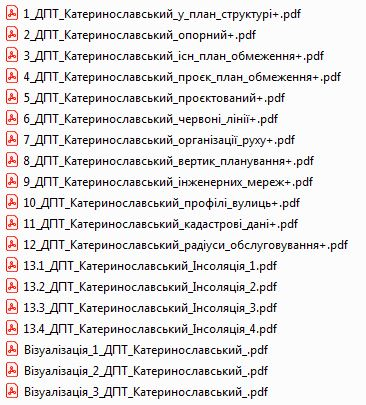 1_ДПТ_Катеринославський_у_план_структурі+.pdf
2_ДПТ_Катеринославський_опорний+.pdf
3_ДПТ_Катеринославський_існ_план_обмеження+.pdf
4_ДПТ_Катеринославський_проєк_план_обмеження+.pdf
5_ДПТ_Катеринославський_проєктований+.pdf
6_ДПТ_Катеринославський_червоні_лінії+.pdf
7_ДПТ_Катеринославський_організації_руху+.pdf
8_ДПТ_Катеринославський_вертик_планування+.pdf
9_ДПТ_Катеринославський_інженерних_мереж+.pdf
10_ДПТ_Катеринославський_профілі_вулиць+.pdf
11_ДПТ_Катеринославський_кадастрові_дані+.pdf
12_ДПТ_Катеринославський_радіуси_обслуговування+.pdf
13.1_ДПТ_Катеринославський_Інсоляція_1.pdf
13.2_ДПТ_Катеринославський_Інсоляція_2.pdf
13.3_ДПТ_Катеринославський_Інсоляція_3.pdf
13.4_ДПТ_Катеринославський_Інсоляція_4.pdf
Візуалізація_1_ДПТ_Катеринославський_.pdf
Візуалізація_2_ДПТ_Катеринославський_.pdf
Візуалізація_3_ДПТ_Катеринославський_.pdf